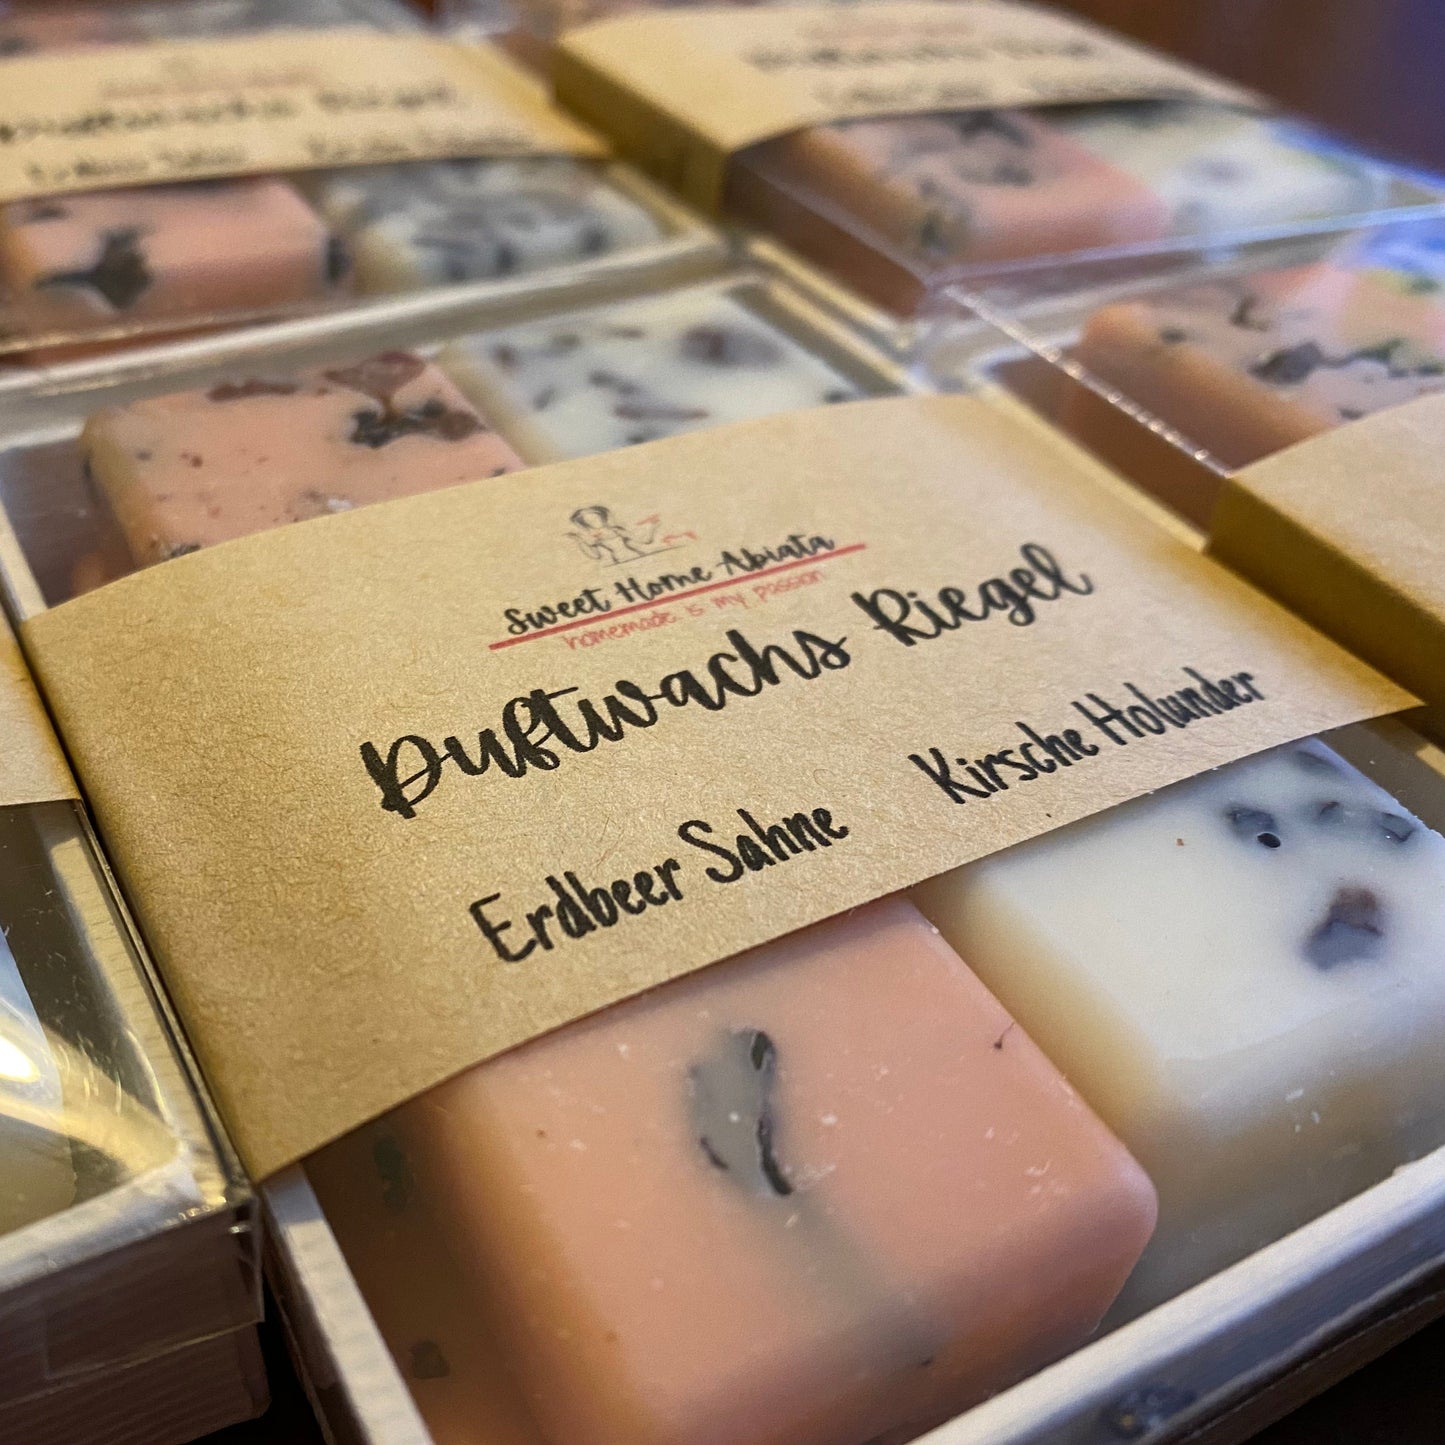 Sweet Home Abiata
homemade is my passion
Duftwachs Riegel
Erdbeer Sahne Kirsche Holunder